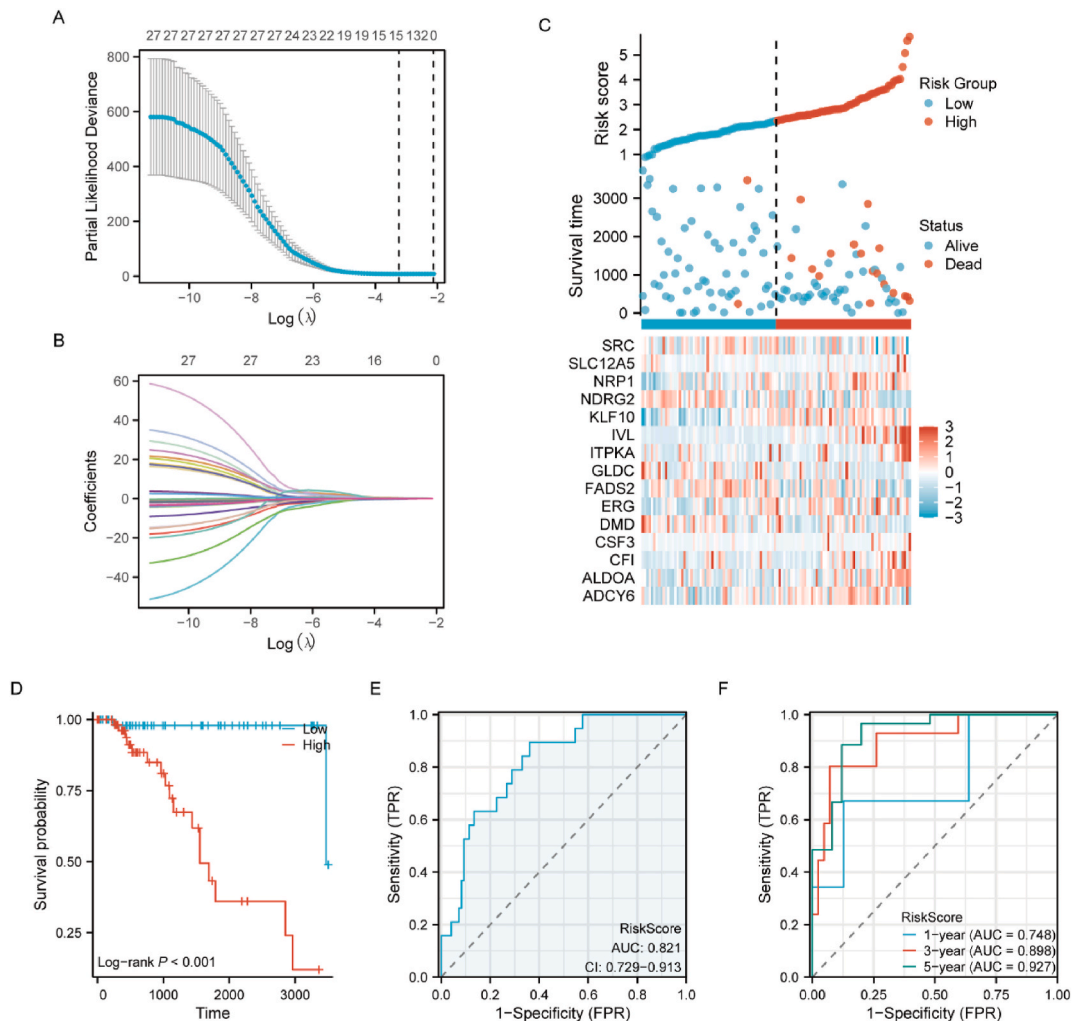 A
27 27 27 27 27 27 27 27 24 23 22 19 19 15 15 132 0
Partial Likelihood Deviance
800
600
400
200
0
−10 −8 −6 −4 −2
Log (λ)
B
27 27 23 16 0
Coefficients
60
40
20
0
−20
−40
−10 −8 −6 −4 −2
Log (λ)
C
Risk score
5
4
3
2
1
Risk Group
Low
High
Survival time
3000
2000
1000
0
Status
Alive
Dead
SRC
SLC12A5
NRP1
NDRG2
KLF10
IVL
ITPKA
GLDC
FADS2
ERG
DMD
CSF3
CFI
ALDOA
ADCY6
3
2
1
0
−1
−2
−3
D
Survival probability
1.00
0.75
0.50
0.25
Low
High
Log−rank P < 0.001
0 1000 2000 3000
Time
E
Sensitivity (TPR)
1.0
0.8
0.6
0.4
0.2
0.0
RiskScore
AUC: 0.821
CI: 0.729−0.913
0.0 0.2 0.4 0.6 0.8 1.0
1−Specificity (FPR)
F
Sensitivity (TPR)
1.0
0.8
0.6
0.4
0.2
0.0
RiskScore
1−year (AUC = 0.748)
3−year (AUC = 0.898)
5−year (AUC = 0.927)
0.00 0.25 0.50 0.75 1.00
1−Specificity (FPR)